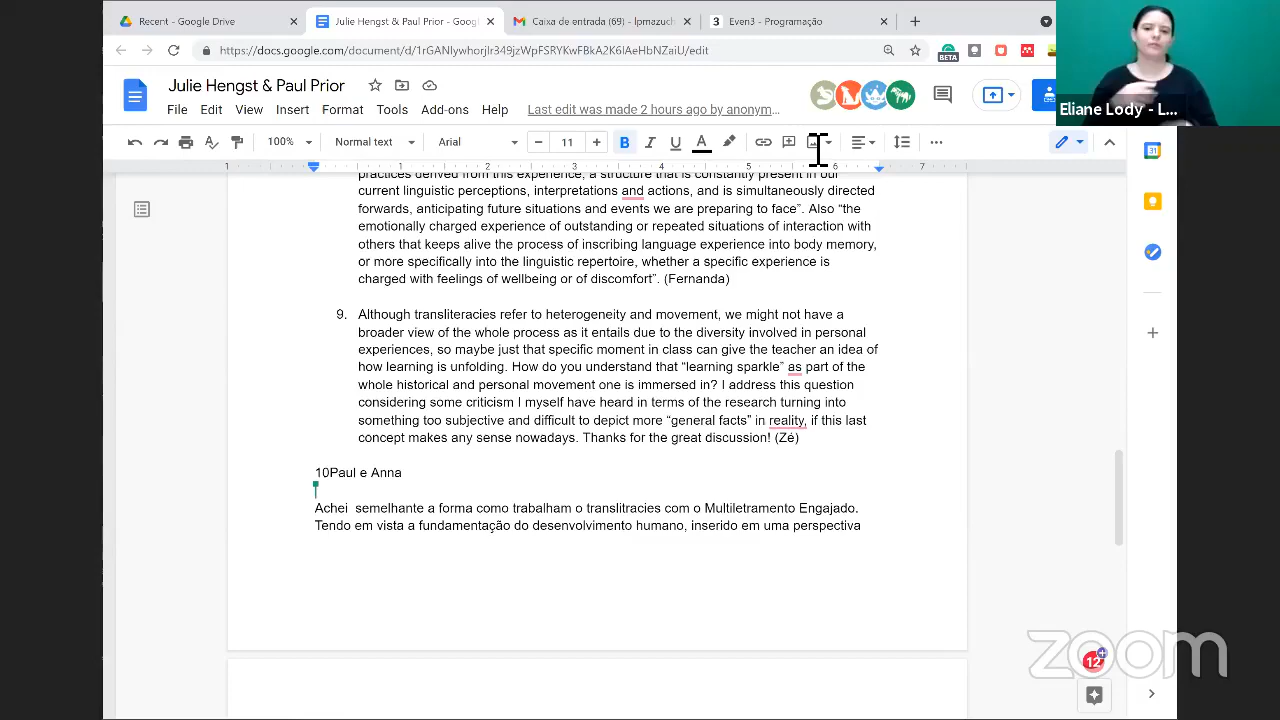 Recent - Google Drive
Julie Hengst & Paul Prior - Goog
Caixa de entrada (69) - lpmazuch
Even3 - Programação
https://docs.google.com/document/d/1rGANywhorjIr349jzWpFSRYKwFBkA2K6lAeHbNZaiU/edit
BETA
Julie Hengst & Paul Prior
File Edit View Insert Format Tools Add-ons Help Last edit was made 2 hours ago by anonym...
100% Normal text Arial 11 B I U A
1 1 2 3 4 5 6 7
practices derived from this experience, a structure that is constantly present in our
current linguistic perceptions, interpretations and actions, and is simultaneously directed
forwards, anticipating future situations and events we are preparing to face”. Also “the
emotionally charged experience of outstanding or repeated situations of interaction with
others that keeps alive the process of inscribing language experience into body memory,
or more specifically into the linguistic repertoire, whether a specific experience is
charged with feelings of wellbeing or of discomfort”. (Fernanda)
9. Although transliteracies refer to heterogeneity and movement, we might not have a
broader view of the whole process as it entails due to the diversity involved in personal
experiences, so maybe just that specific moment in class can give the teacher an idea of
how learning is unfolding. How do you understand that “learning sparkle” as part of the
whole historical and personal movement one is immersed in? I address this question
considering some criticism I myself have heard in terms of the research turning into
something too subjective and difficult to depict more “general facts” in reality, if this last
concept makes any sense nowadays. Thanks for the great discussion! (Zé)
10Paul e Anna
Achei semelhante a forma como trabalham o translitracies com o Multiletramento Engajado.
Tendo em vista a fundamentação do desenvolvimento humano, inserido em uma perspectiva
Eliane Lody - L...
31
12
zoom